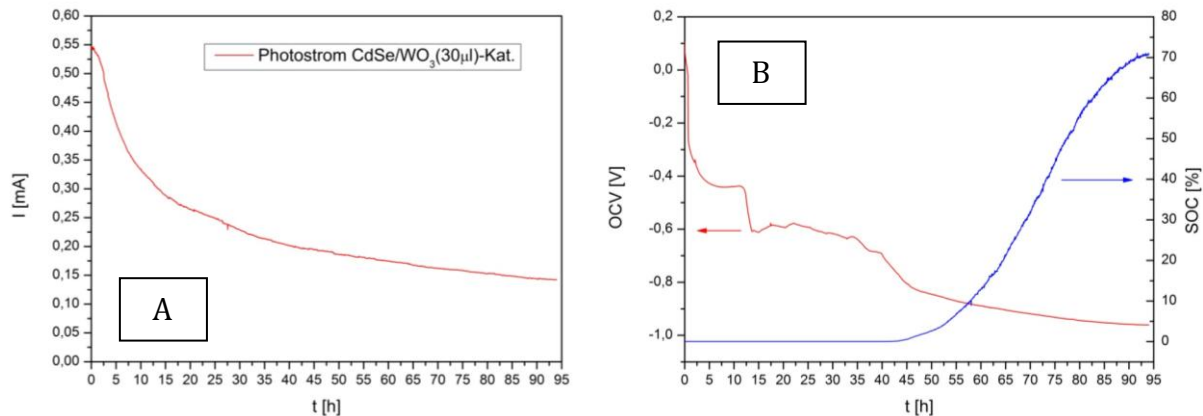 0,60
0,55
0,50
0,45
0,40
0,35
0,30
0,25
0,20
0,15
0,10
0,05
0,00
I [mA]
Photostrom CdSe/WO₃(30µl)-Kat.
A
0 5 10 15 20 25 30 35 40 45 50 55 60 65 70 75 80 85 90 95
t [h]
0,2
0,0
-0,2
-0,4
-0,6
-0,8
-1,0
OCV [V]
B
80
70
60
50
40
30
20
10
0
SOC [%]
0 5 10 15 20 25 30 35 40 45 50 55 60 65 70 75 80 85 90 95
t [h]